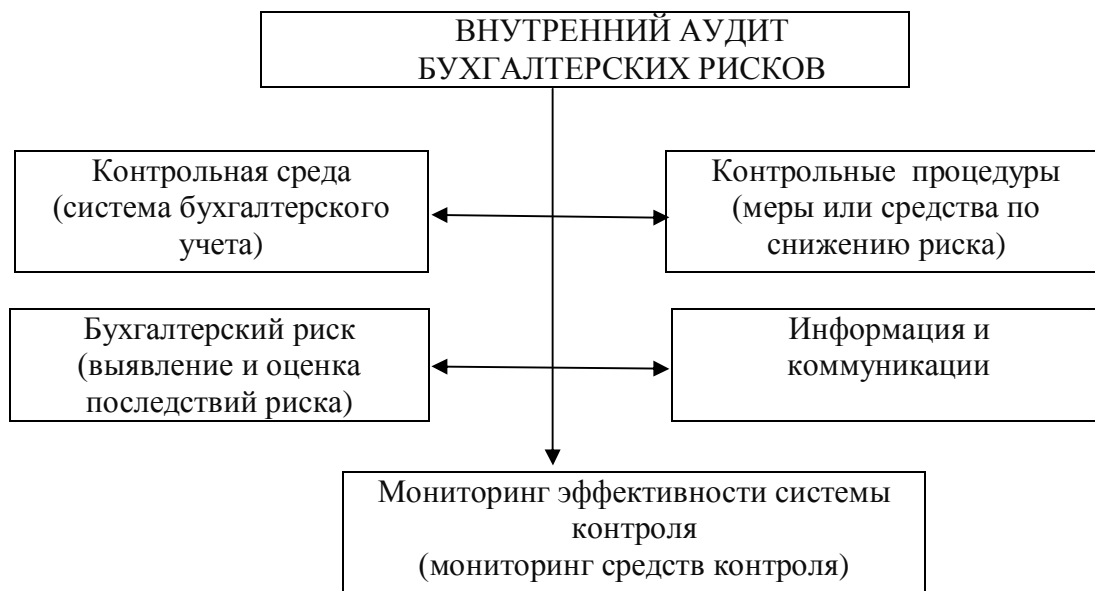 ВНУТРЕННИЙ АУДИТ
БУХГАЛТЕРСКИХ РИСКОВ
Контрольная среда
(система бухгалтерского
учета)
Контрольные процедуры
(меры или средства по
снижению риска)
Бухгалтерский риск
(выявление и оценка
последствий риска)
Информация и
коммуникации
Мониторинг эффективности системы
контроля
(мониторинг средств контроля)